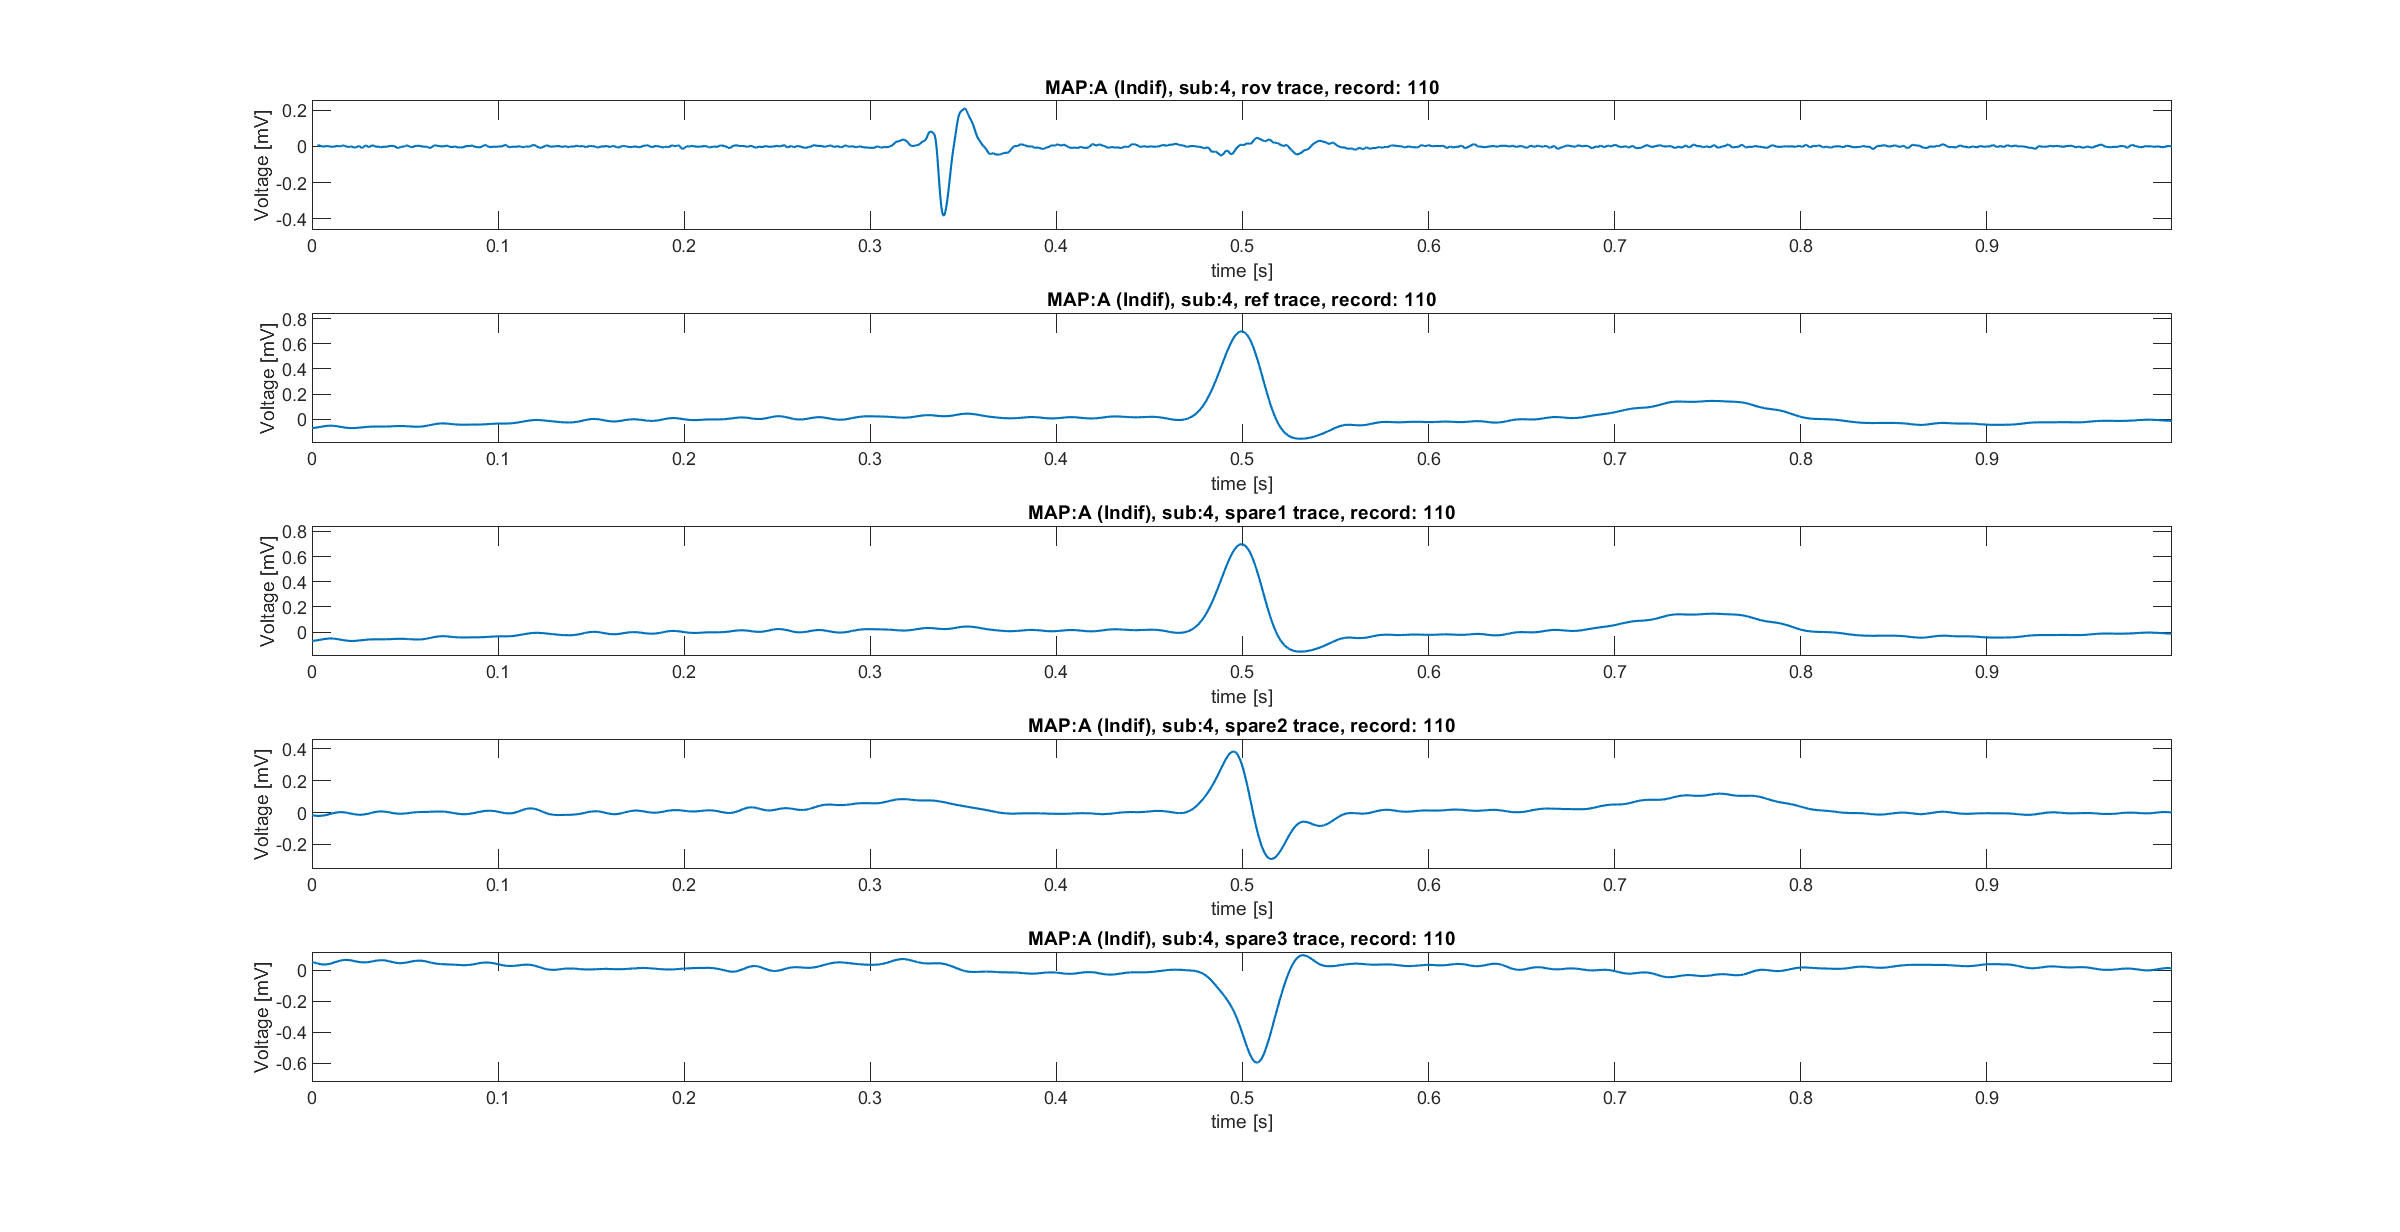 MAP:A (Indif), sub:4, rov trace, record: 110
Voltage [mV]
0.2
0
-0.2
-0.4
0 0.1 0.2 0.3 0.4 0.5 0.6 0.7 0.8 0.9
time [s]
MAP:A (Indif), sub:4, ref trace, record: 110
Voltage [mV]
0.8
0.6
0.4
0.2
0
0 0.1 0.2 0.3 0.4 0.5 0.6 0.7 0.8 0.9
time [s]
MAP:A (Indif), sub:4, spare1 trace, record: 110
Voltage [mV]
0.8
0.6
0.4
0.2
0
0 0.1 0.2 0.3 0.4 0.5 0.6 0.7 0.8 0.9
time [s]
MAP:A (Indif), sub:4, spare2 trace, record: 110
Voltage [mV]
0.4
0.2
0
-0.2
0 0.1 0.2 0.3 0.4 0.5 0.6 0.7 0.8 0.9
time [s]
MAP:A (Indif), sub:4, spare3 trace, record: 110
Voltage [mV]
0
-0.2
-0.4
-0.6
0 0.1 0.2 0.3 0.4 0.5 0.6 0.7 0.8 0.9
time [s]